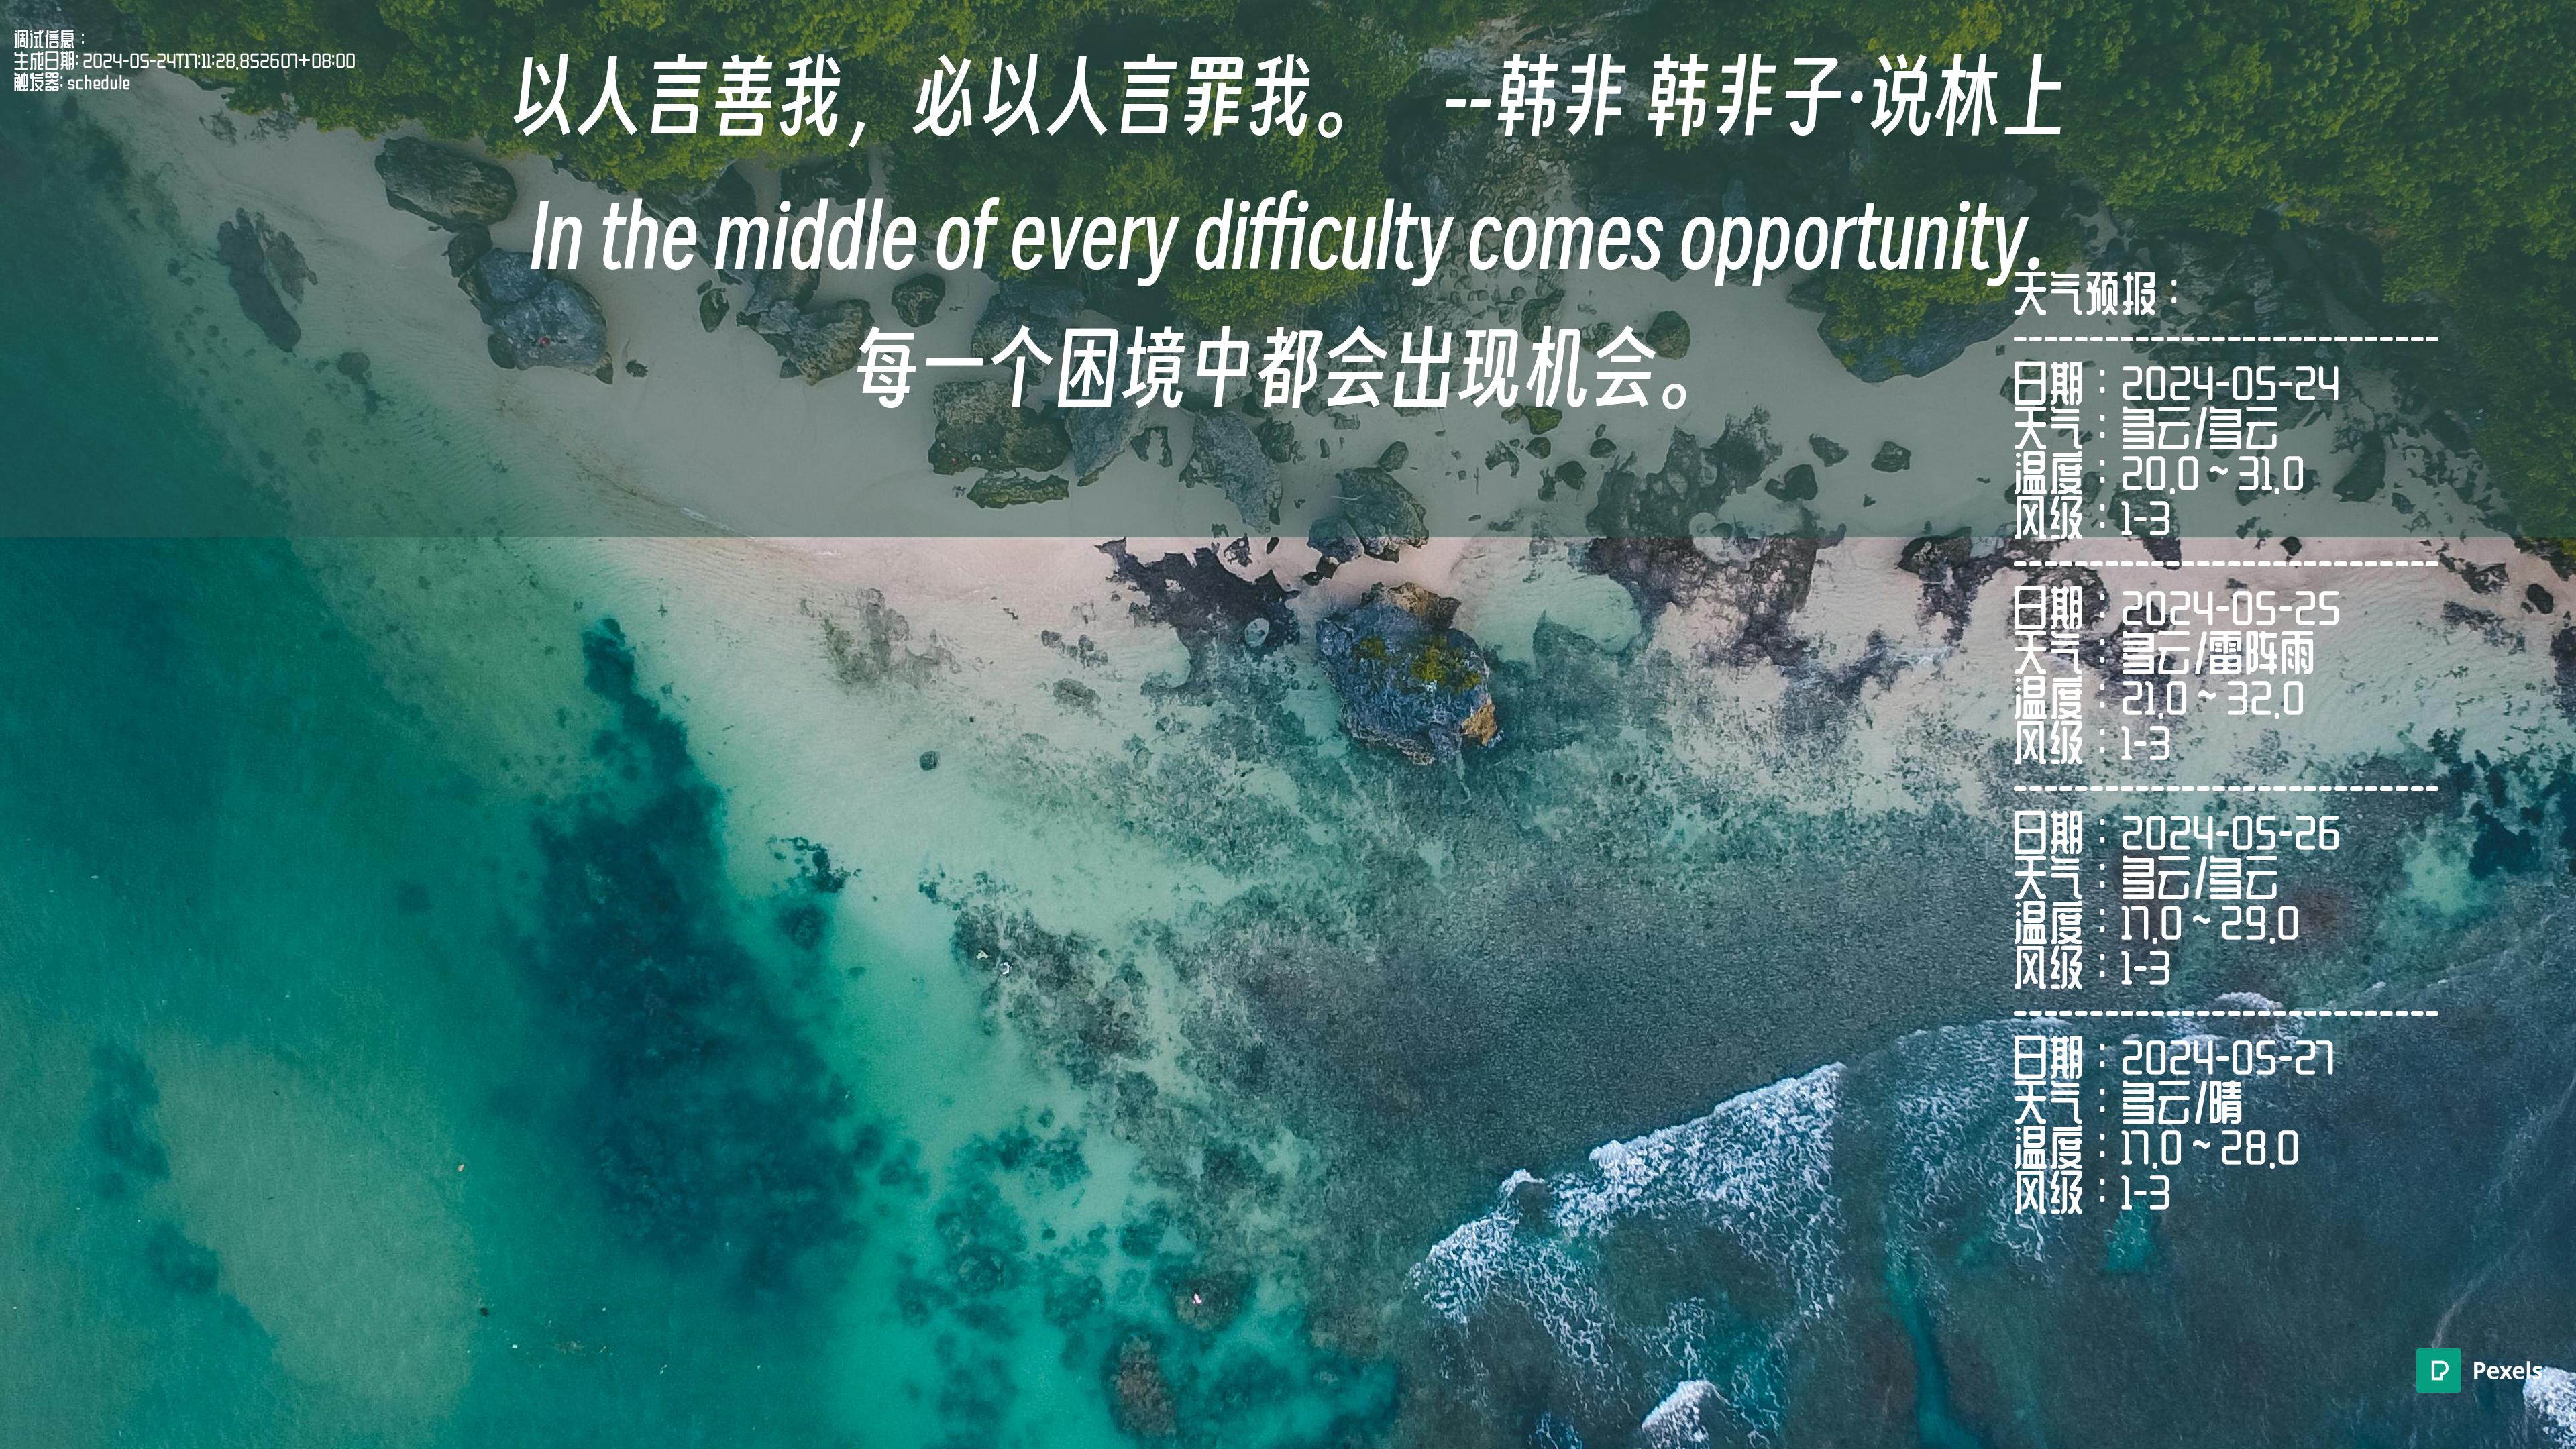 调试信息：
生成日期: 2024-05-24T17:11:28.852607+08:00
触发器: schedule
以人言善我，必以人言罪我。 --韩非 韩非子·说林上
In the middle of every difficulty comes opportunity.
每一个困境中都会出现机会。
天气预报：
----------------------------
日期：2024-05-24
天气：多云/多云
温度：20.0 ~ 31.0
风级：1-3
----------------------------
日期：2024-05-25
天气：多云/雷阵雨
温度：21.0 ~ 32.0
风级：1-3
----------------------------
日期：2024-05-26
天气：多云/多云
温度：17.0 ~ 29.0
风级：1-3
----------------------------
日期：2024-05-27
天气：多云/晴
温度：17.0 ~ 28.0
风级：1-3
Pexels